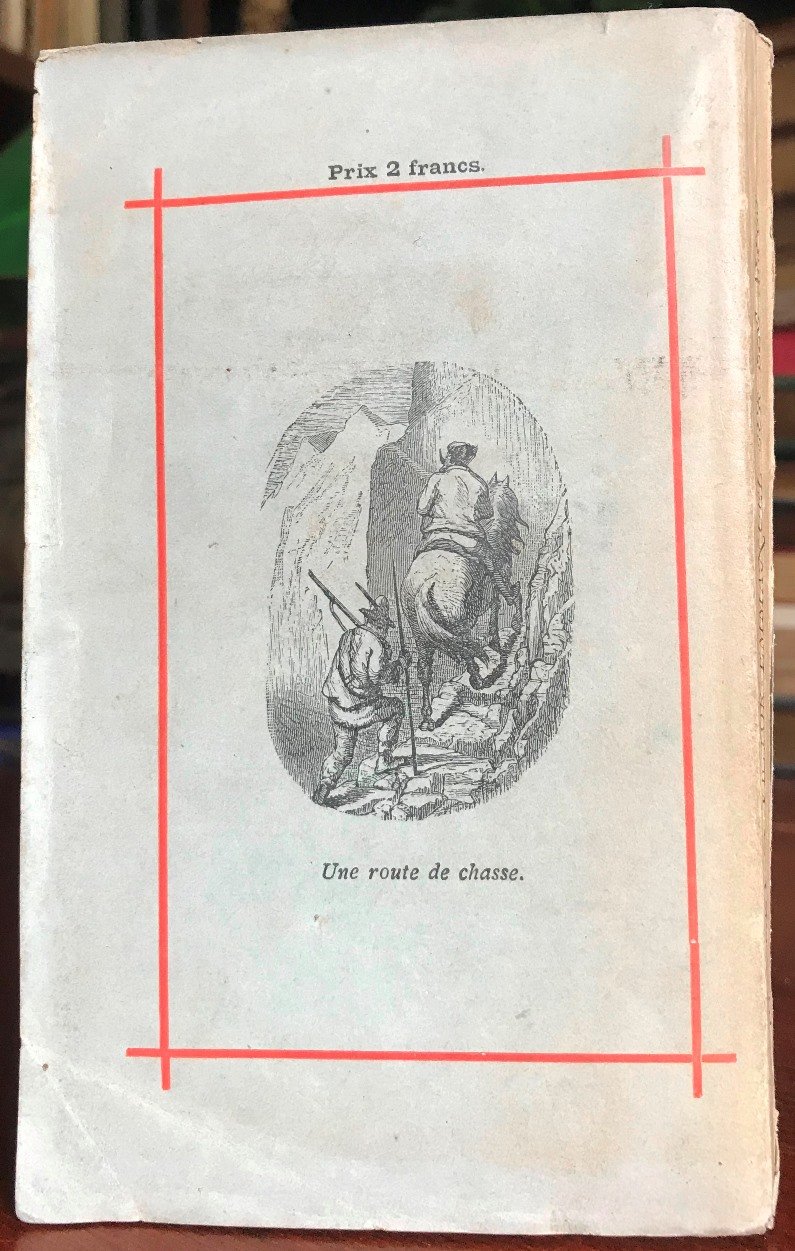 Prix 2 francs.
Une route de chasse.